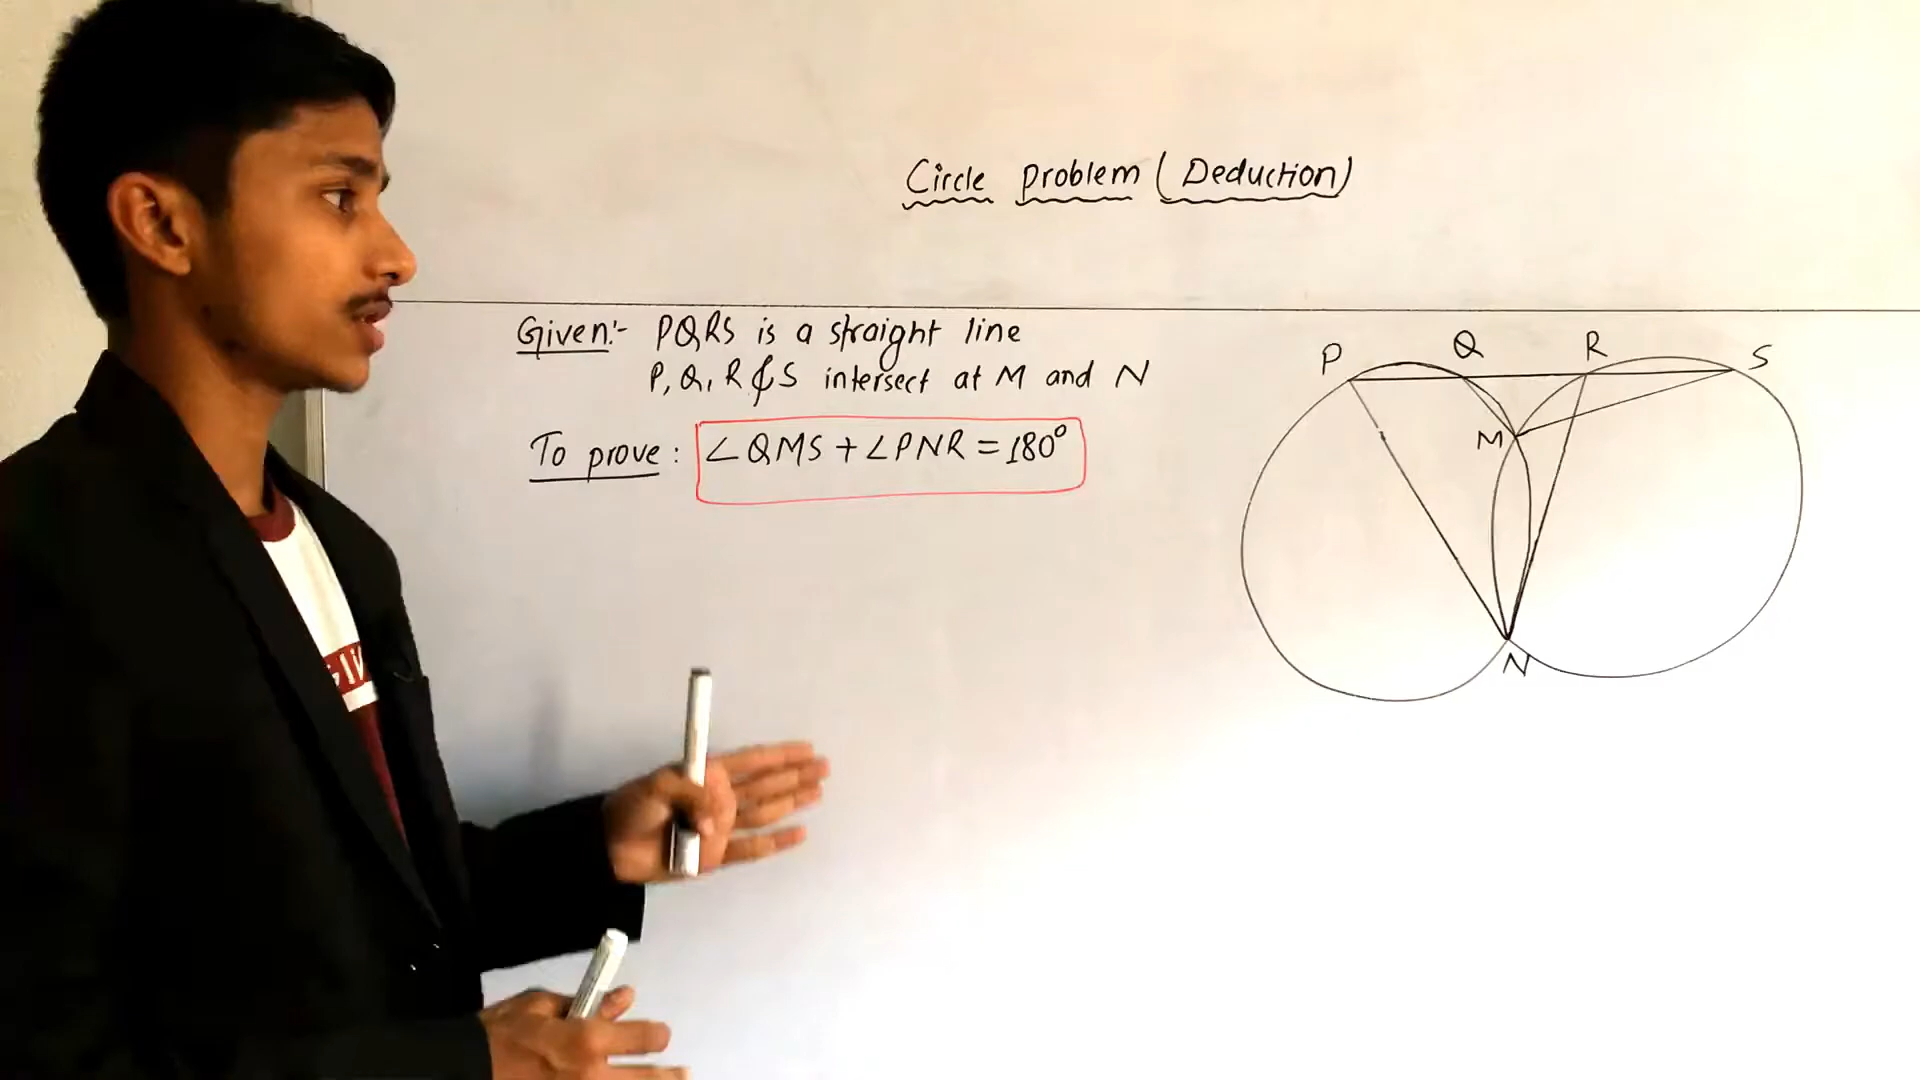 Circle Problem (Deduction)
Given:- PQRS is a straight line
P, Q, R & S intersect at M and N
To prove: ∠QMS + ∠PNR = 180°
P Q R S
M
N